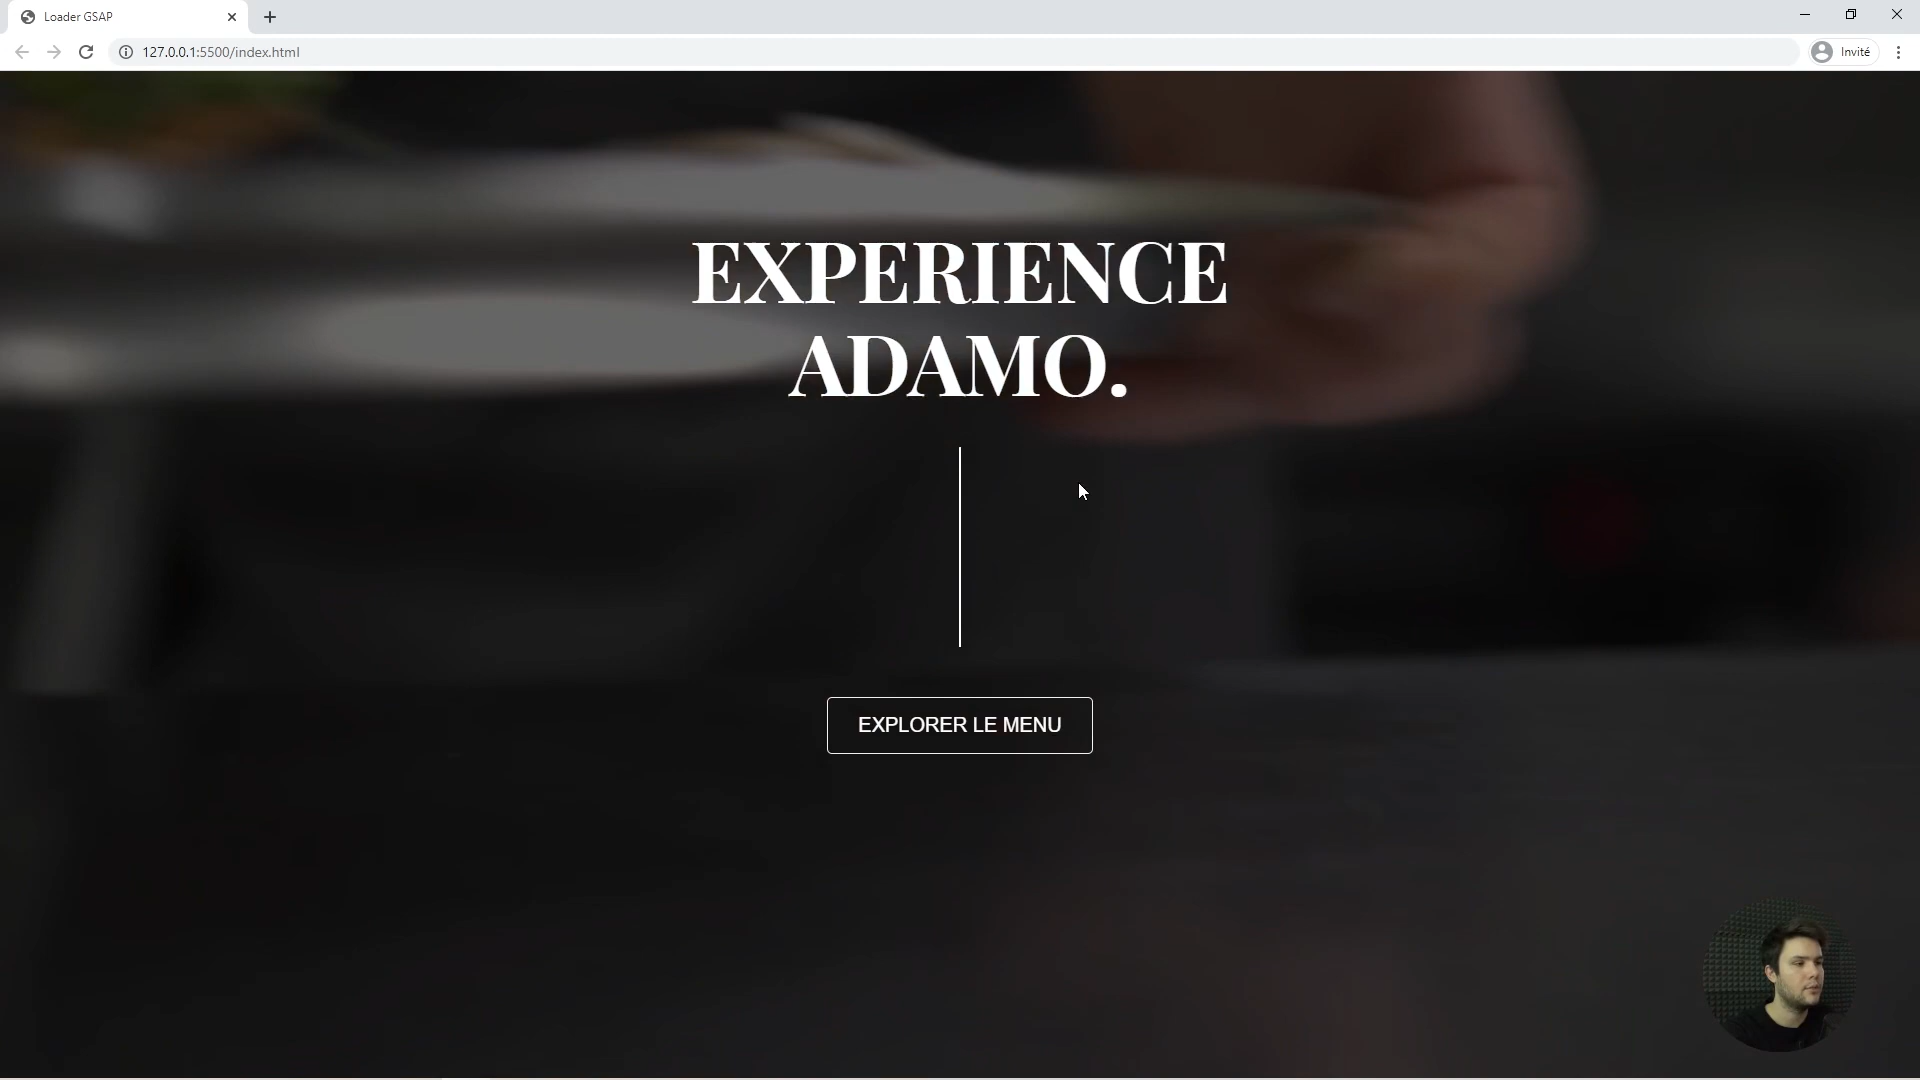 Loader GSAP
127.0.0.1:5500/index.html
Invité
EXPERIENCE
ADAMO.
EXPLORER LE MENU